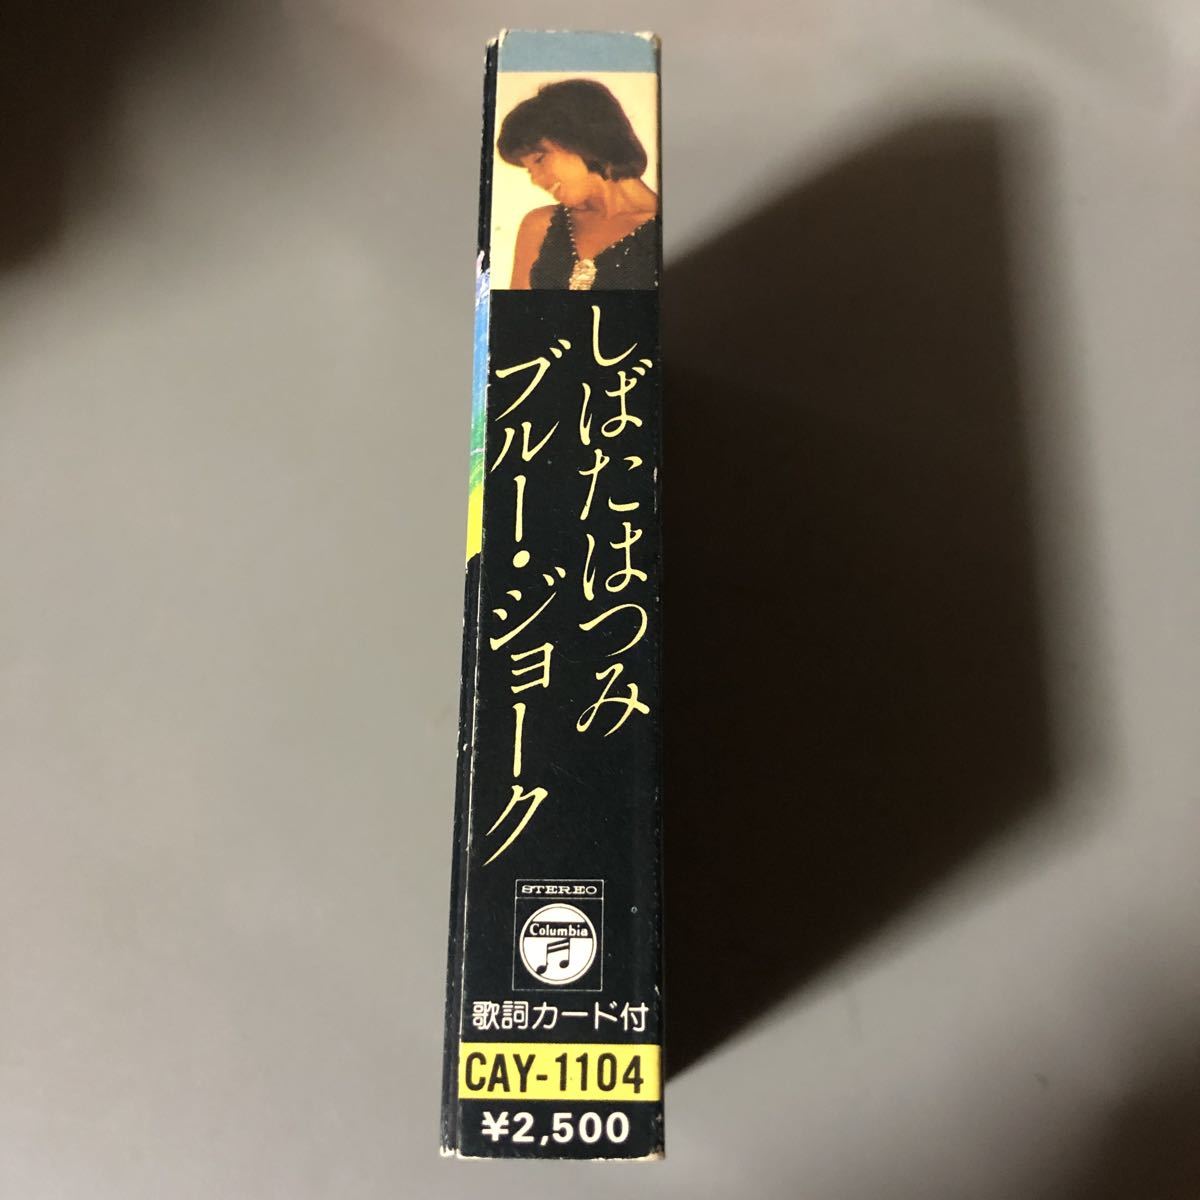 しばたはつみ
ブルー・ジョーク
STEREO
Columbia
歌詞カード付
CAY-1104
¥2,500